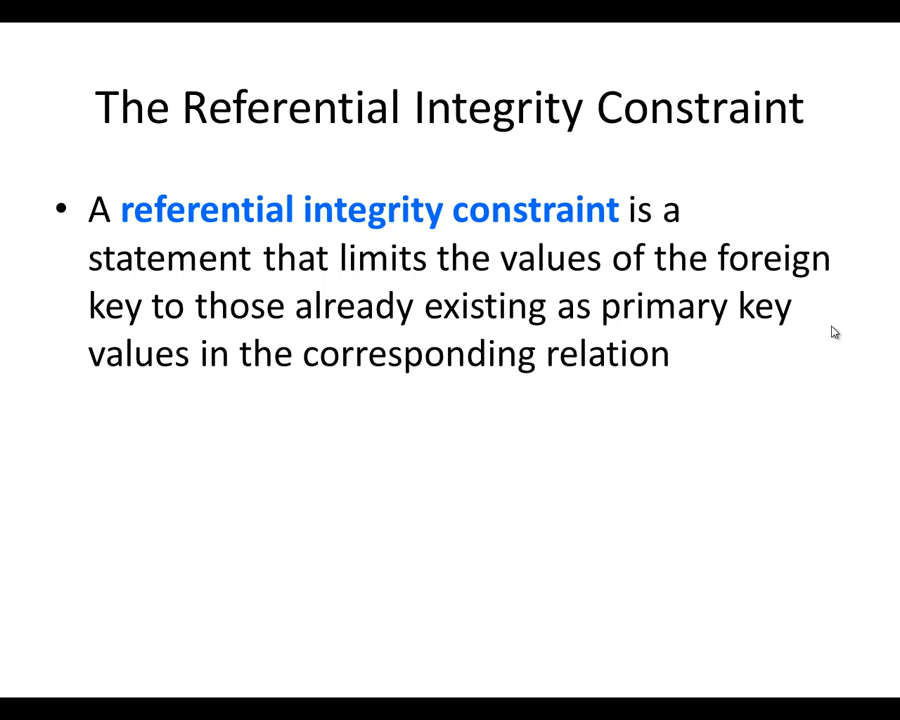 The Referential Integrity Constraint
• A referential integrity constraint is a
statement that limits the values of the foreign
key to those already existing as primary key
values in the corresponding relation